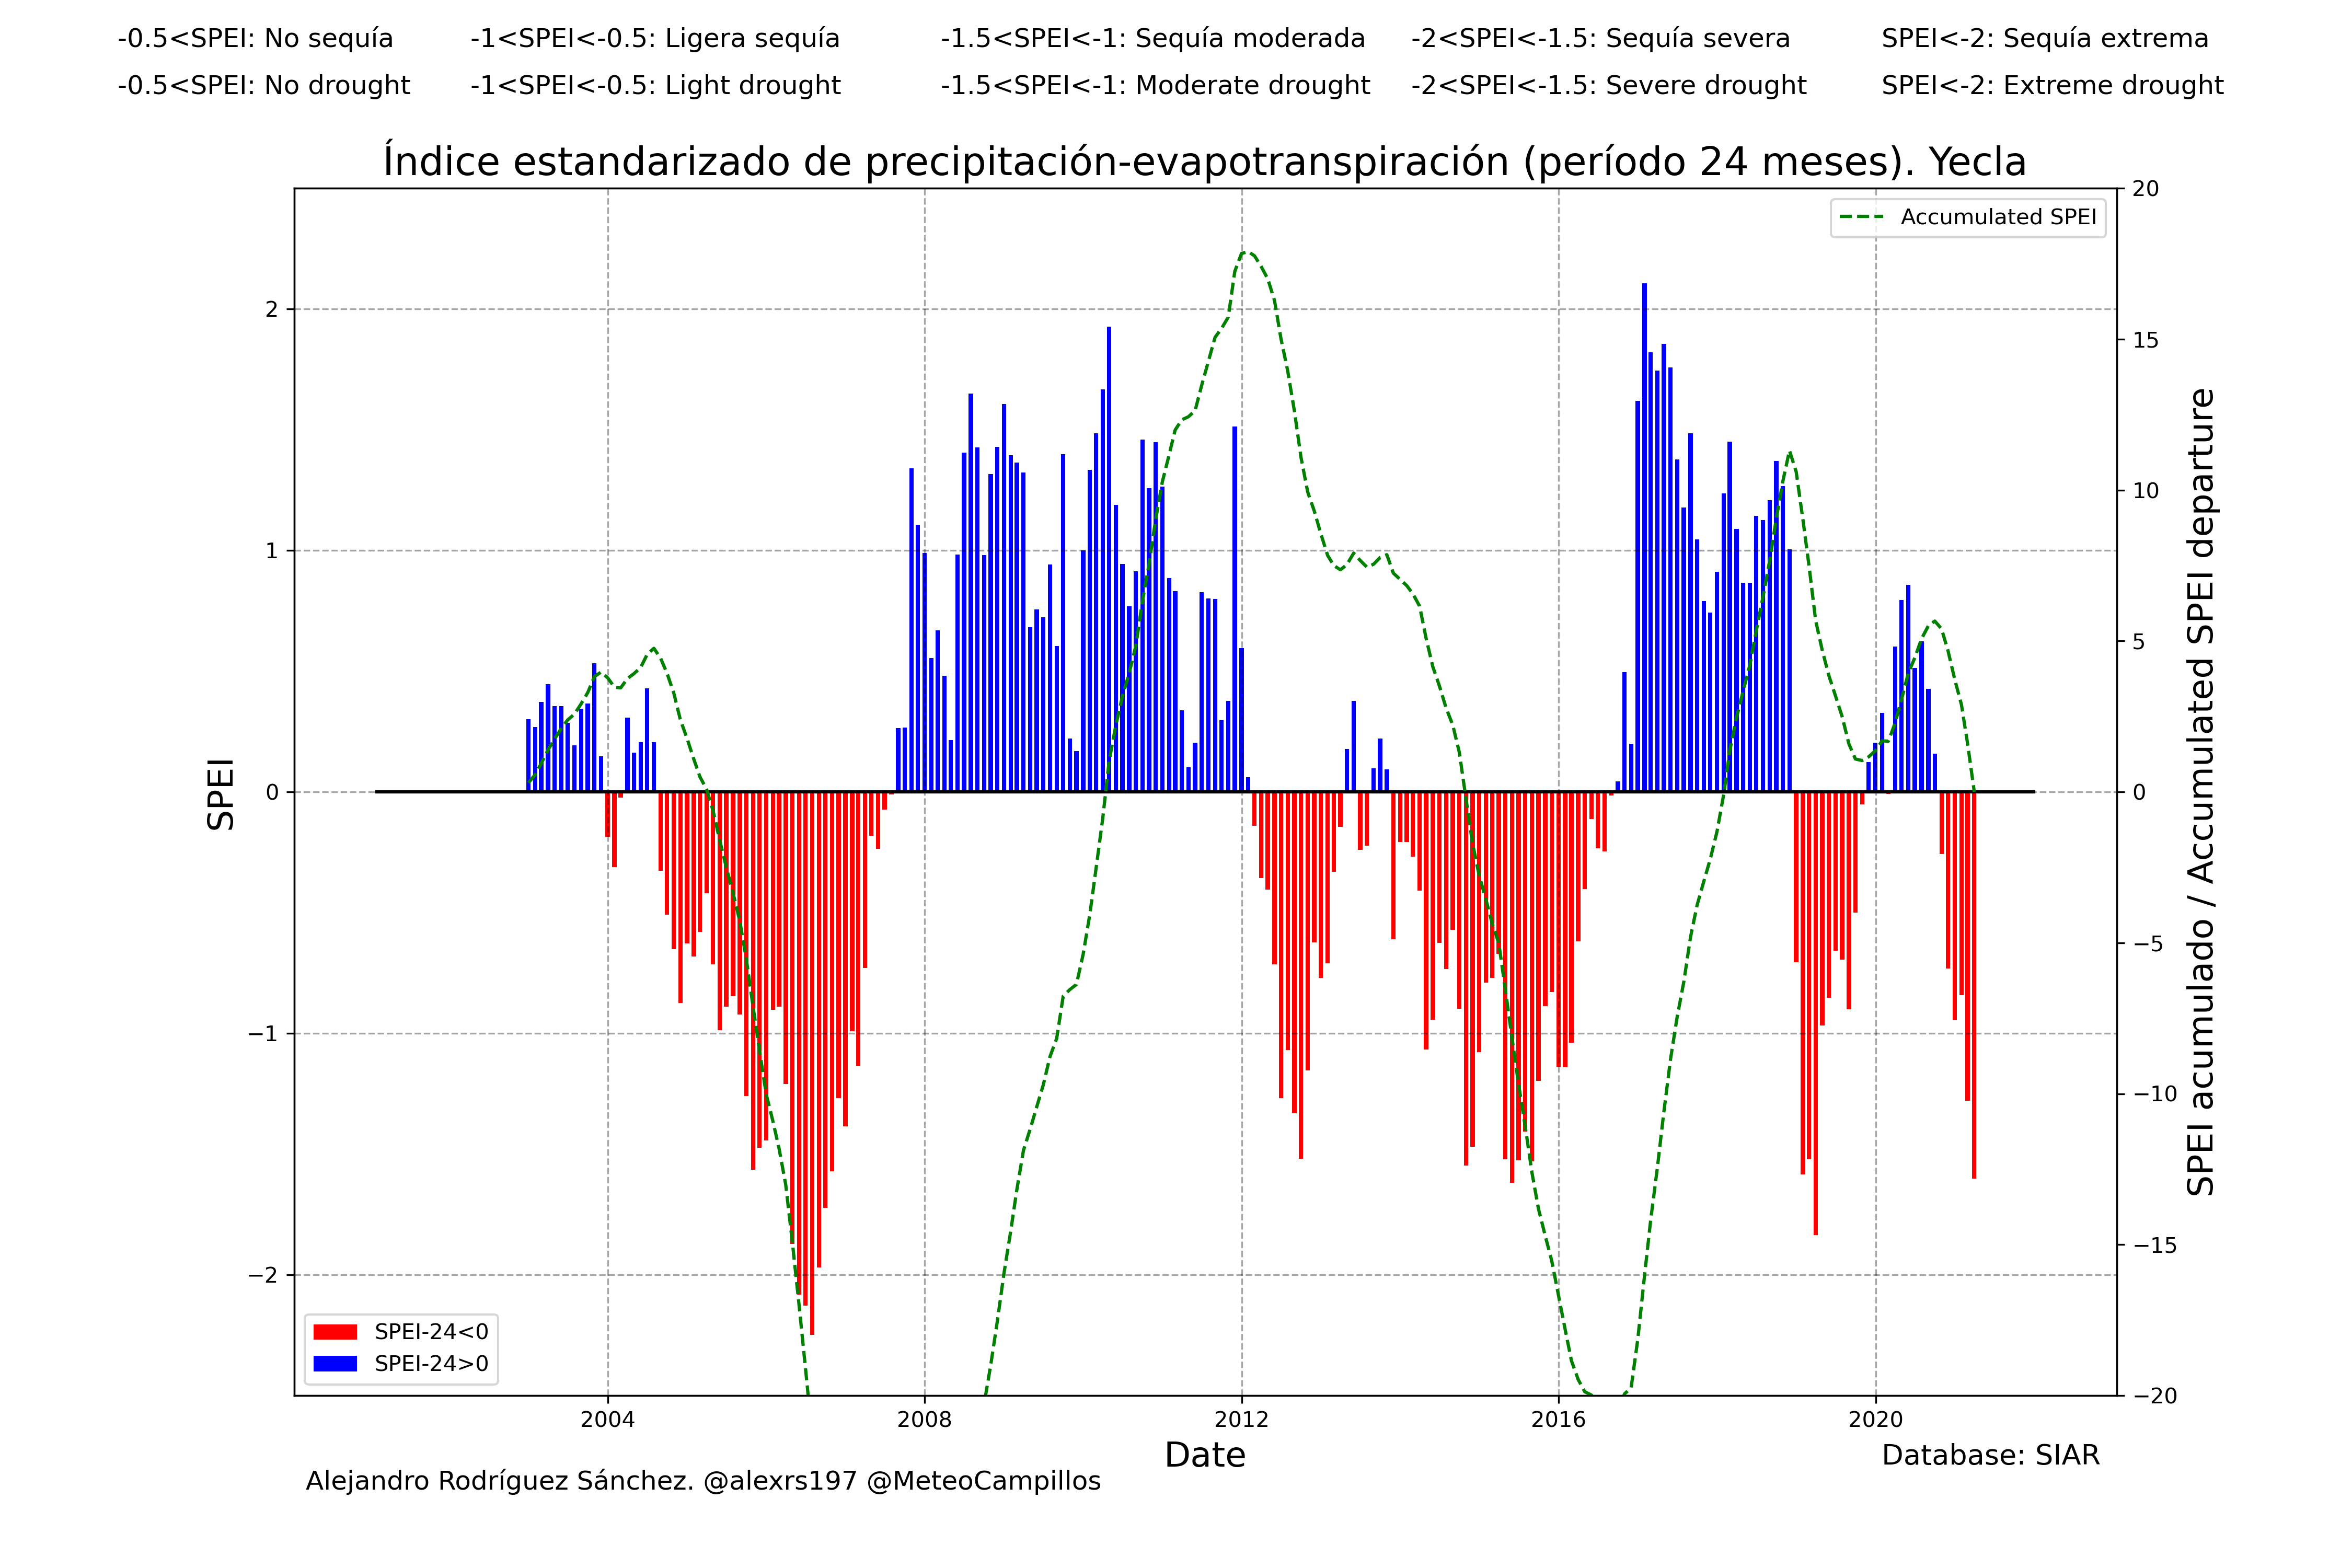 -0.5<SPEI: No sequía -1<SPEI<-0.5: Ligera sequía -1.5<SPEI<-1: Sequía moderada -2<SPEI<-1.5: Sequía severa SPEI<-2: Sequía extrema
-0.5<SPEI: No drought -1<SPEI<-0.5: Light drought -1.5<SPEI<-1: Moderate drought -2<SPEI<-1.5: Severe drought SPEI<-2: Extreme drought
Índice estandarizado de precipitación-evapotranspiración (período 24 meses). Yecla
Accumulated SPEI
SPEI
2
1
0
−1
−2
20
15
10
5
0
−5
−10
−15
−20
SPEI acumulado / Accumulated SPEI departure
SPEI-24<0
SPEI-24>0
2004 2008 2012 2016 2020
Date
Database: SIAR
Alejandro Rodríguez Sánchez. @alexrs197 @MeteoCampillos